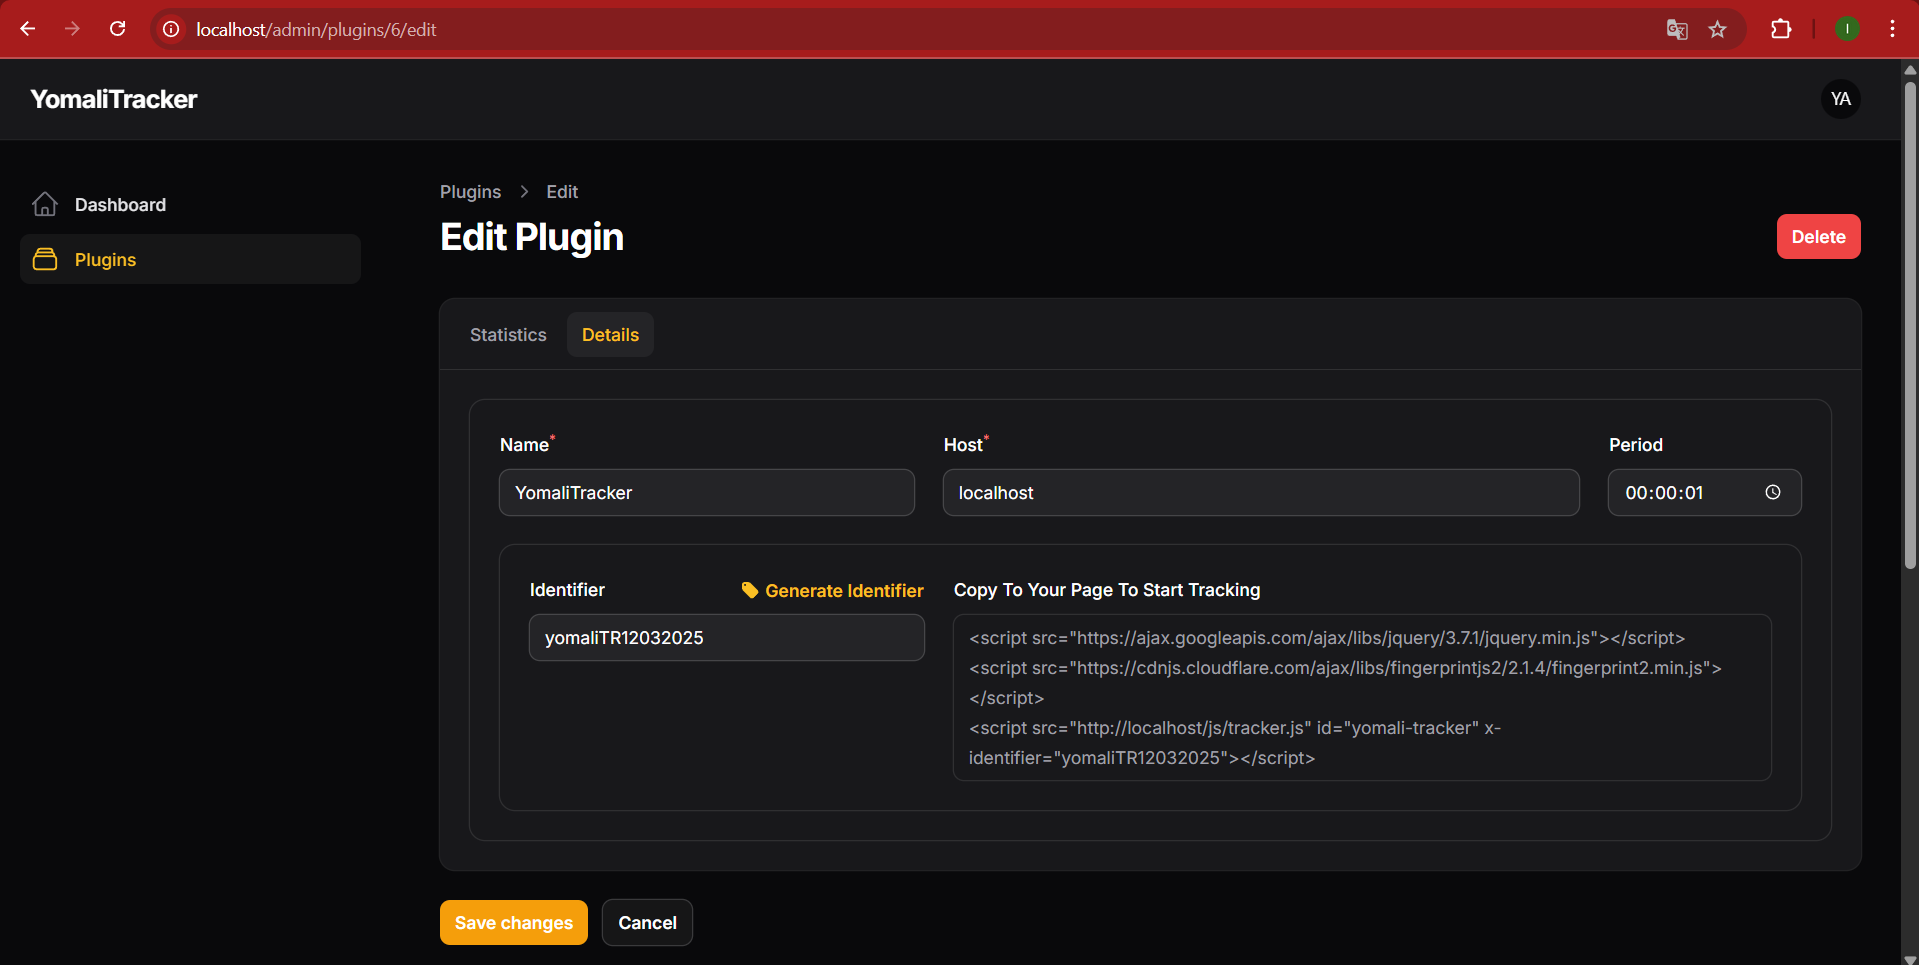 localhost/admin/plugins/6/edit
I
YomaliTracker
YA
Dashboard
Plugins
Plugins > Edit
Edit Plugin
Delete
Statistics
Details
Name*
Host*
Period
YomaliTracker
localhost
00:00:01
Identifier
Generate Identifier
Copy To Your Page To Start Tracking
yomaliTR12032025
<script src="https://ajax.googleapis.com/ajax/libs/jquery/3.7.1/jquery.min.js"></script>
<script src="https://cdnjs.cloudflare.com/ajax/libs/fingerprintjs2/2.1.4/fingerprint2.min.js">
</script>
<script src="http://localhost/js/tracker.js" id="yomali-tracker" x-
identifier="yomaliTR12032025"></script>
Save changes
Cancel